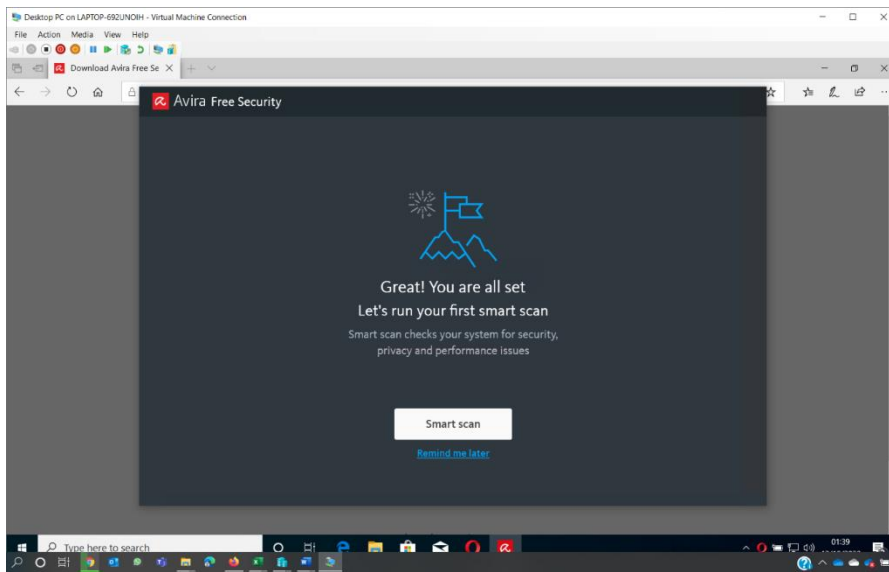 Desktop PC on LAPTOP-692UNOIH - Virtual Machine Connection
File Action Media View Help
Download Avira Free Se
Avira Free Security
Great! You are all set
Let's run your first smart scan
Smart scan checks your system for security,
privacy and performance issues
Smart scan
Remind me later
Type here to search
01:39